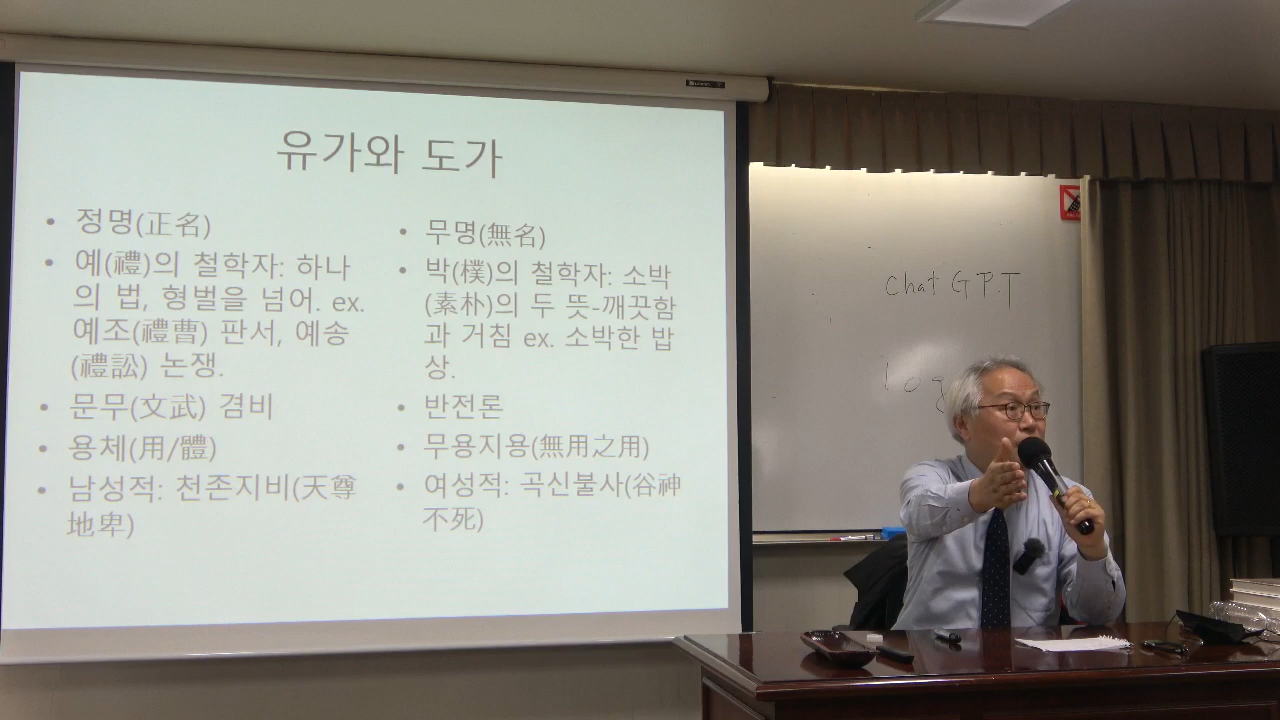 유가와 도가
• 정명(正名)
• 예(禮)의 철학자: 하나
의 법, 형벌을 넘어. ex.
예조(禮曹) 판서, 예송
(禮訟) 논쟁.
• 문무(文武) 겸비
• 용체(用/體)
• 남성적: 천존지비(天尊
地卑)
• 무명(無名)
• 박(樸)의 철학자: 소박
(素朴)의 두 뜻-깨끗함
과 거침 ex. 소박한 밥
상.
• 반전론
• 무용지용(無用之用)
• 여성적: 곡신불사(谷神
不死)
chat GPT
log